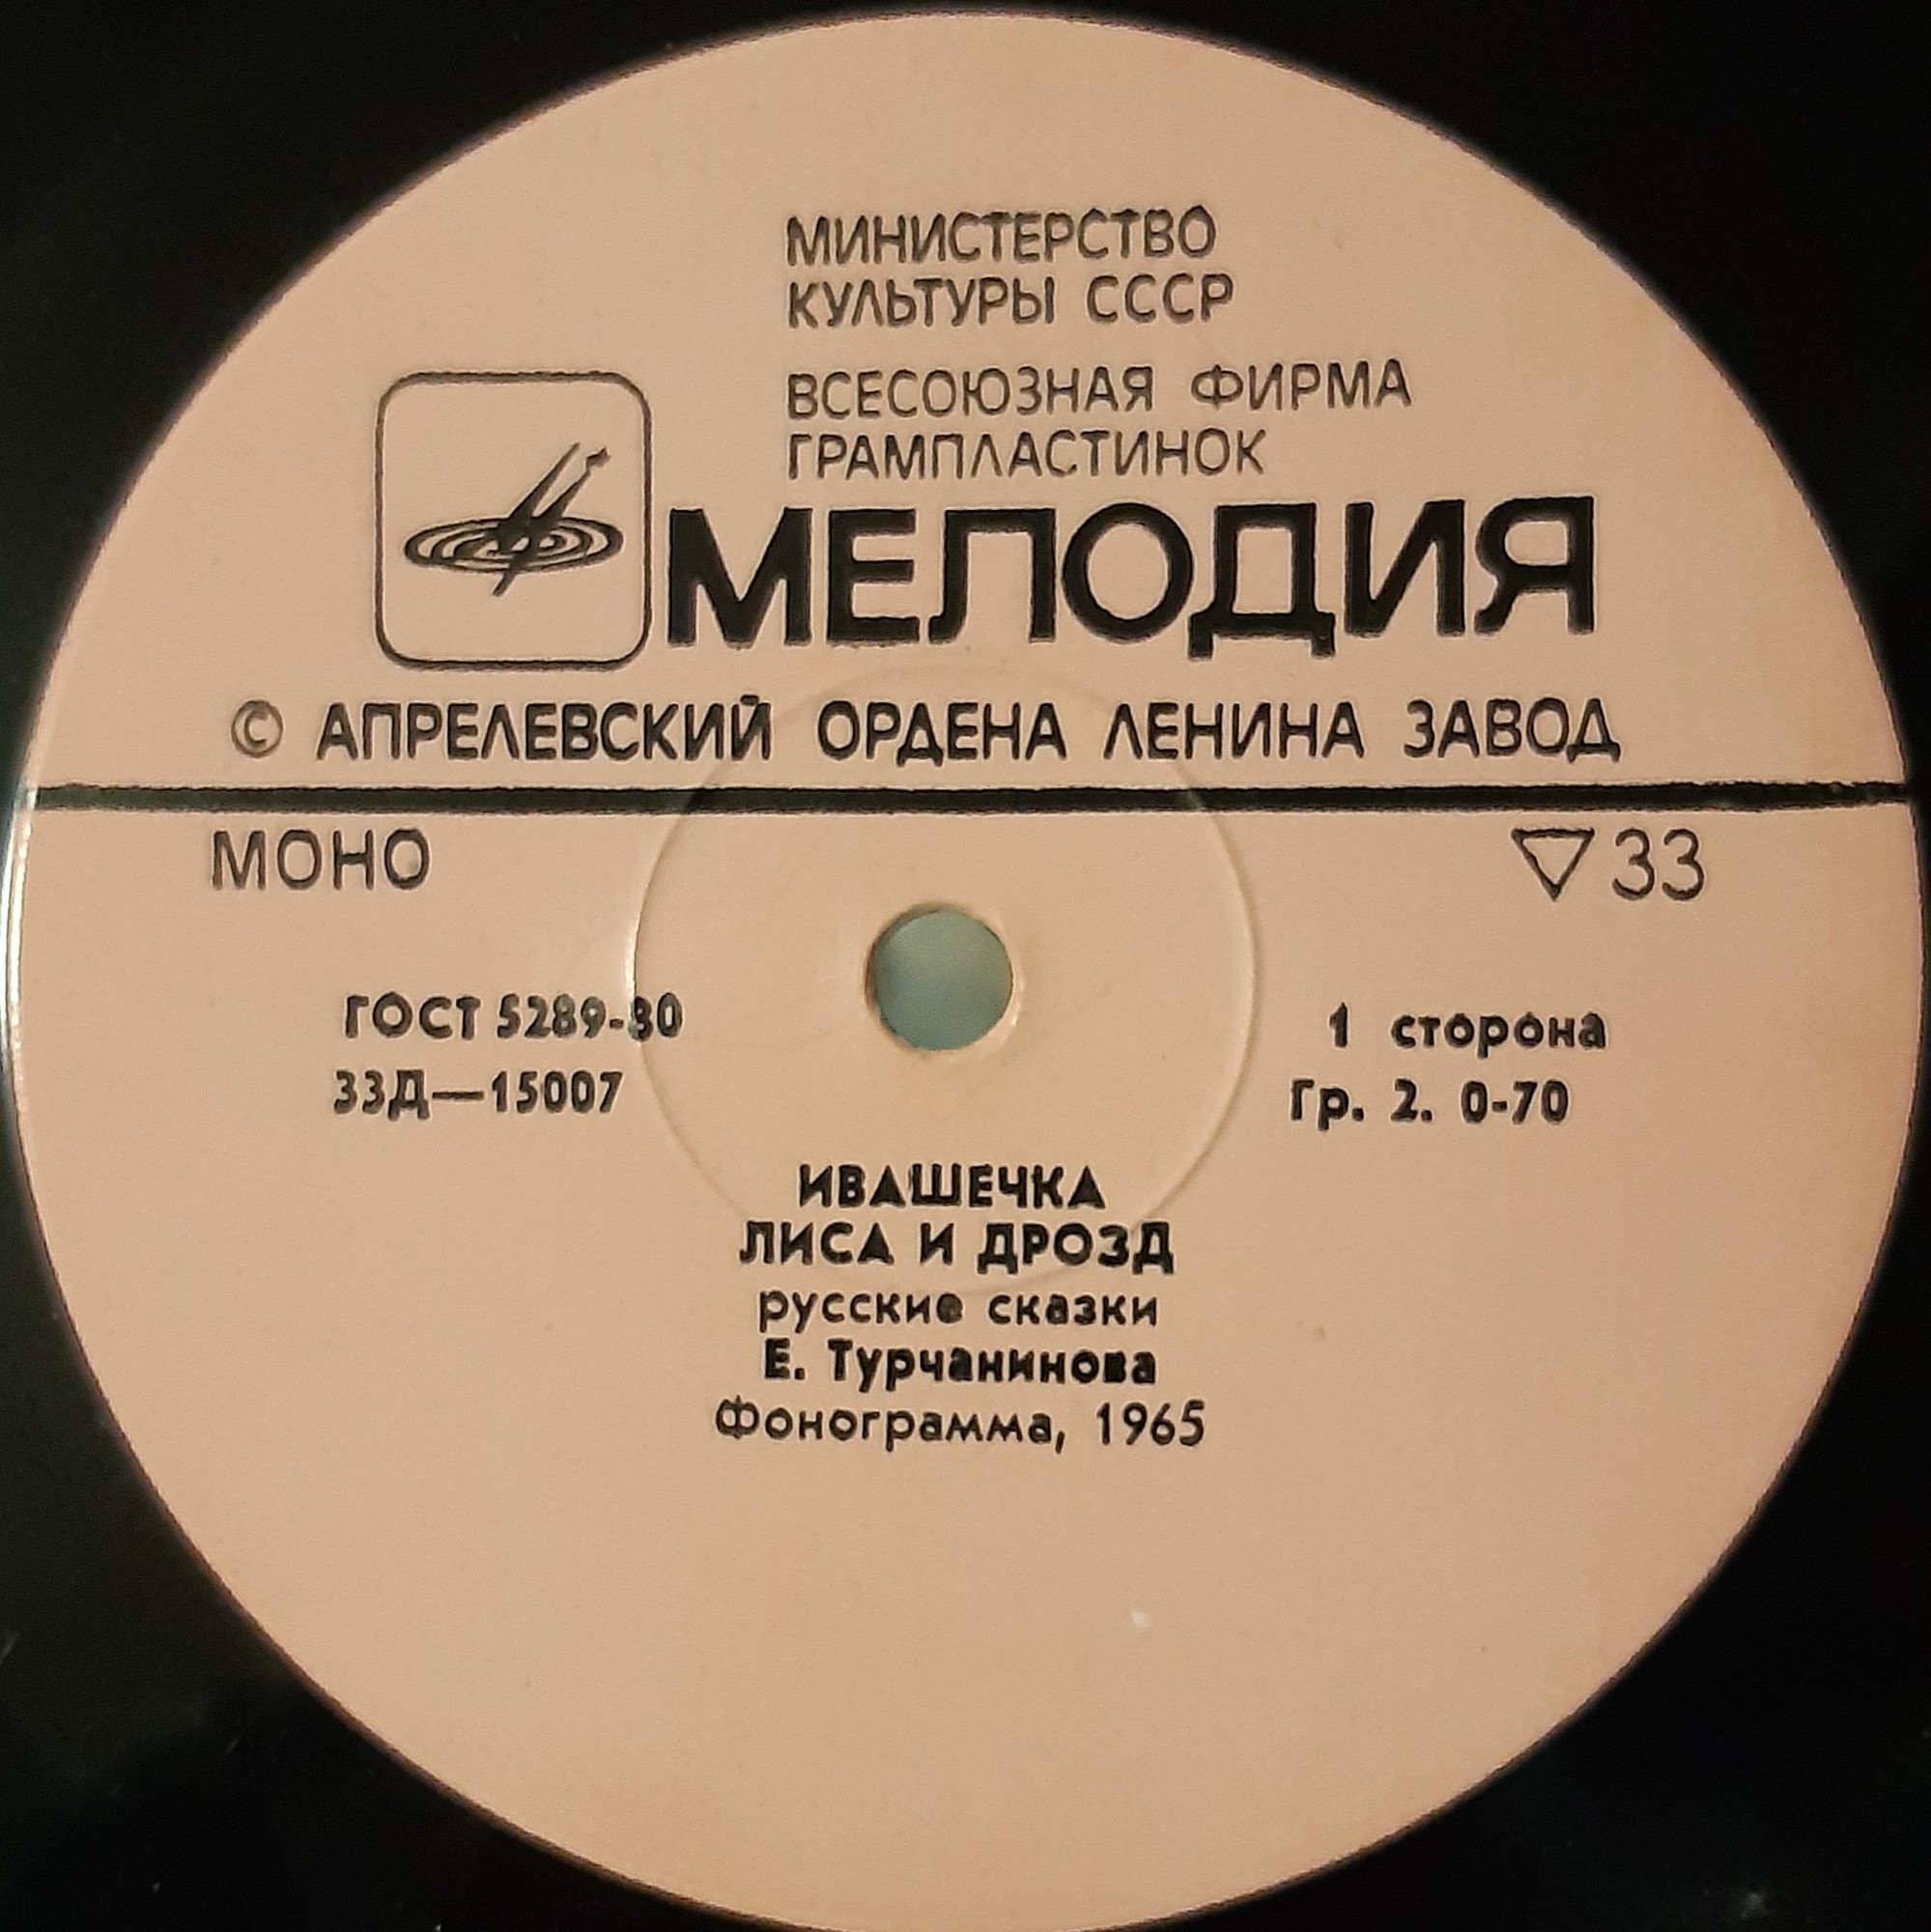 МИНИСТЕРСТВО
КУЛЬТУРЫ СССР
ВСЕСОЮЗНАЯ ФИРМА
ГРАМПЛАСТИНОК
МЕЛОДИЯ
© АПРЕЛЕВСКИЙ ОРДЕНА ЛЕНИНА ЗАВОД
МОНО
▽ 33
ГОСТ 5289-80
33Д—15007
1 сторона
Гр. 2. 0-70
ИВАШЕЧКА
ЛИСА И ДРОЗД
русские сказки
Е. Турчанинова
Фонограмма, 1965